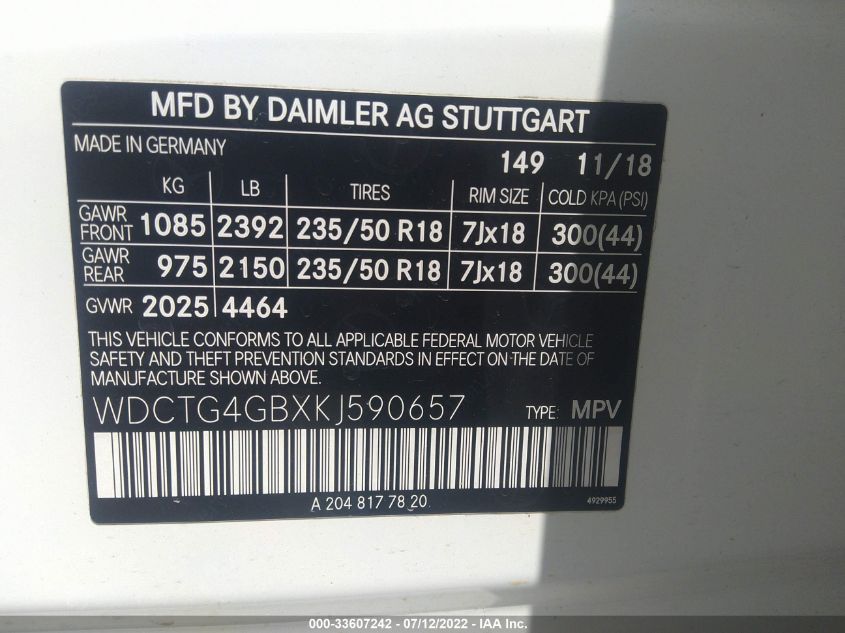 MFD BY DAIMLER AG STUTTGART
MADE IN GERMANY
149 11/18
KG LB TIRES RIM SIZE COLD KPA (PSI)
GAWR FRONT 1085 2392 235/50 R18 7Jx18 300(44)
GAWR REAR 975 2150 235/50 R18 7Jx18 300(44)
GVWR 2025 4464
THIS VEHICLE CONFORMS TO ALL APPLICABLE FEDERAL MOTOR VEHICLE
SAFETY AND THEFT PREVENTION STANDARDS IN EFFECT ON THE DATE OF
MANUFACTURE SHOWN ABOVE.
WDCTG4GBXKJ590657 TYPE: MPV
A 204 817 78 20
4929955
000-33607242 - 07/12/2022 - IAA Inc.